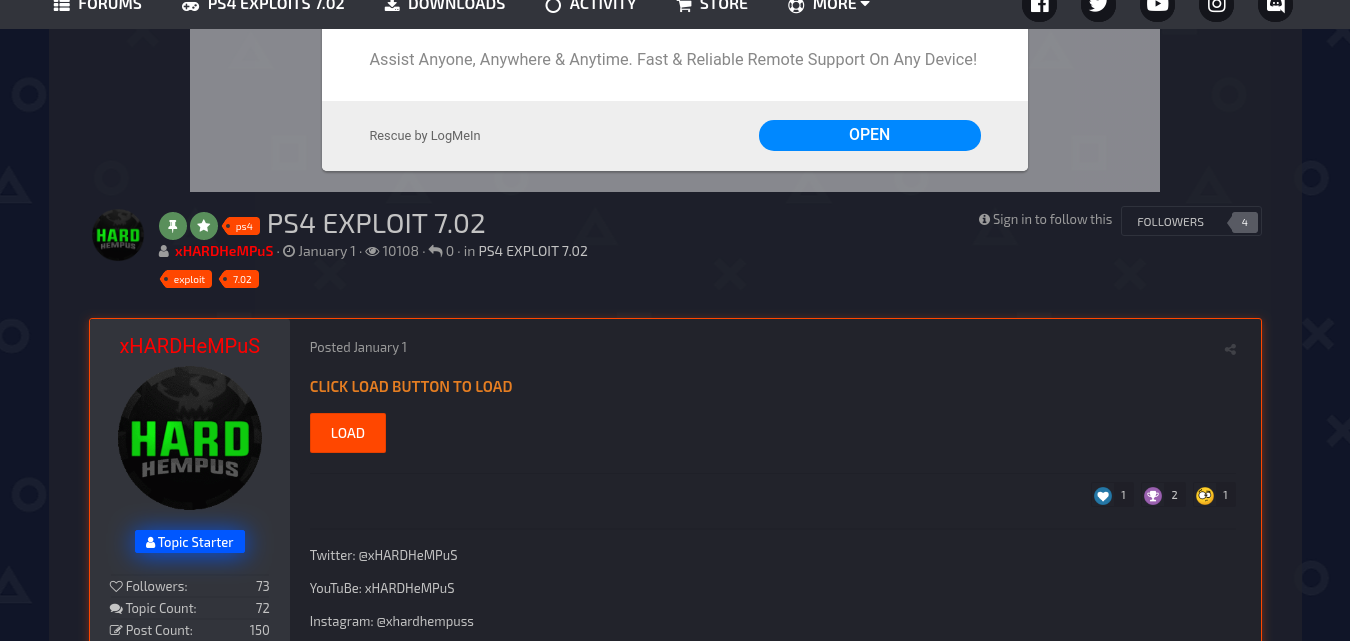 FORUMS PS4 EXPLOITS 7.02 DOWNLOADS ACTIVITY STORE MORE
Assist Anyone, Anywhere & Anytime. Fast & Reliable Remote Support On Any Device!
Rescue by LogMeIn OPEN
HARD HEMPUS
ps4 PS4 EXPLOIT 7.02
Sign in to follow this FOLLOWERS 4
xHARDHeMPuS · January 1 · 10108 · 0 · in PS4 EXPLOIT 7.02
exploit 7.02
xHARDHeMPuS
HARD
HEMPUS
Topic Starter
Followers: 73
Topic Count: 72
Post Count: 150
Posted January 1
CLICK LOAD BUTTON TO LOAD
LOAD
1 2 1
Twitter: @xHARDHeMPuS
YouTuBe: xHARDHeMPuS
Instagram: @xhardhempuss